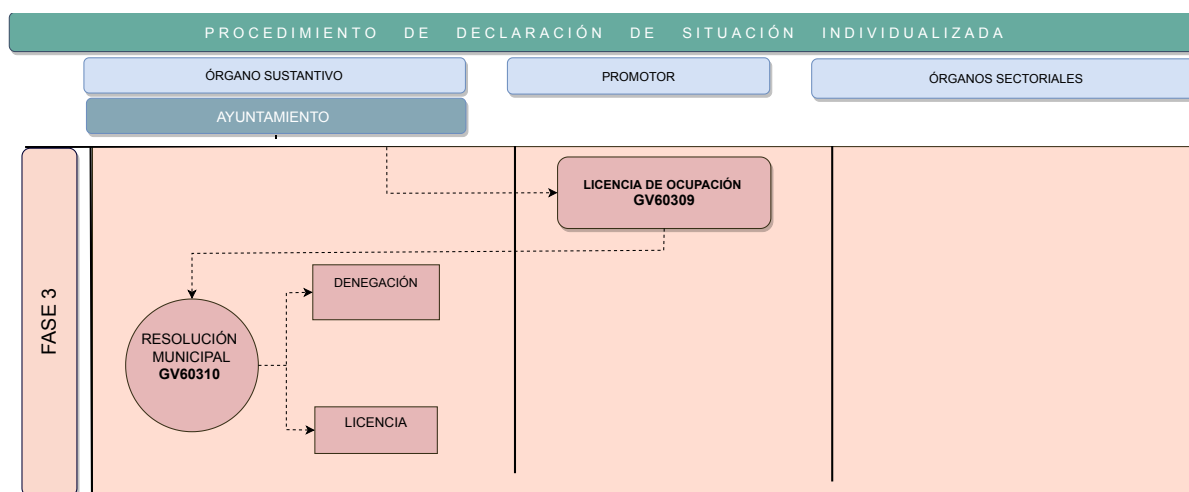 PROCEDIMIENTO DE DECLARACIÓN DE SITUACIÓN INDIVIDUALIZADA
ÓRGANO SUSTANTIVO
PROMOTOR
ÓRGANOS SECTORIALES
AYUNTAMIENTO
FASE 3
LICENCIA DE OCUPACIÓN
GV60309
DENEGACIÓN
RESOLUCIÓN
MUNICIPAL
GV60310
LICENCIA